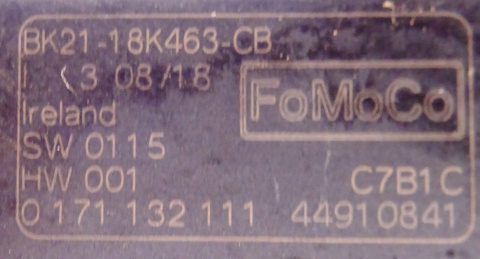 BK21-18K463-CB
3 08/18
FoMoCo
Ireland
SW 0115
HW 001 C7B1C
0 171 132 111 44910841